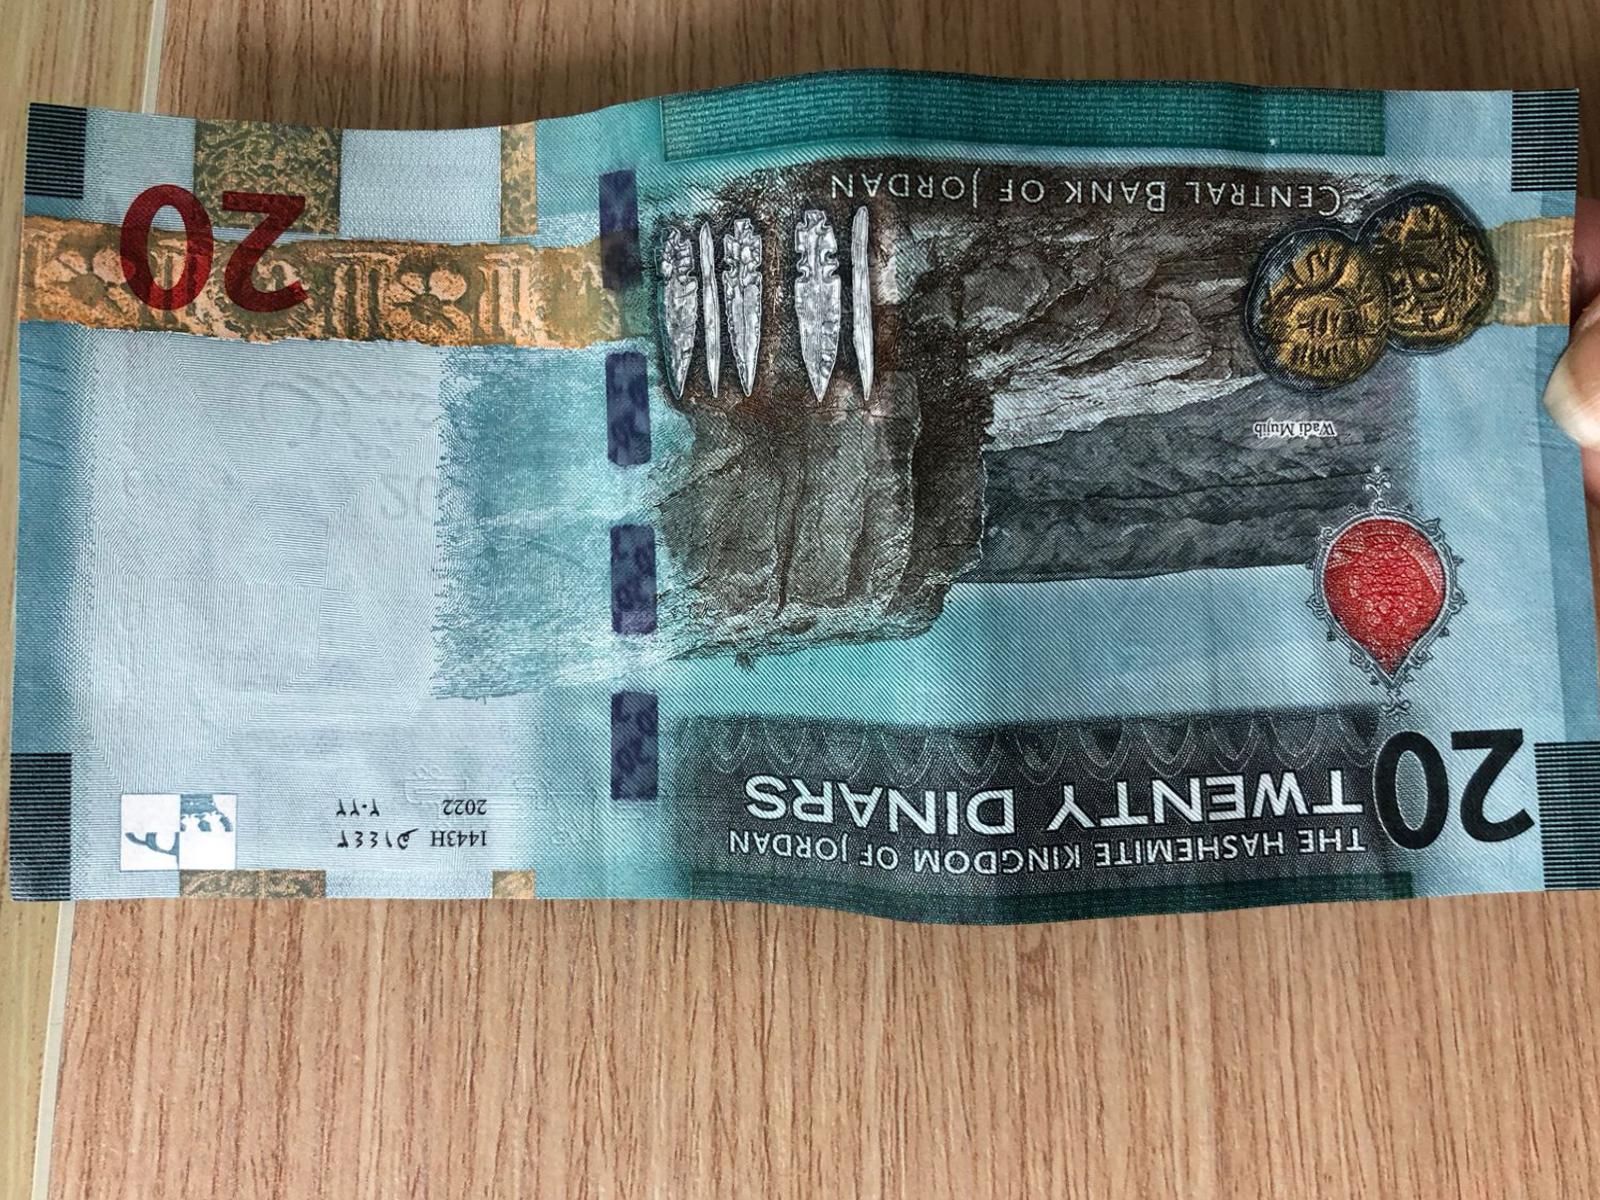 20
THE HASHEMITE KINGDOM OF JORDAN
TWENTY DINARS
1443H ١٤٤٣هـ
2022 ٢٠٢٢
Wadi Mujib
CENTRAL BANK OF JORDAN
20